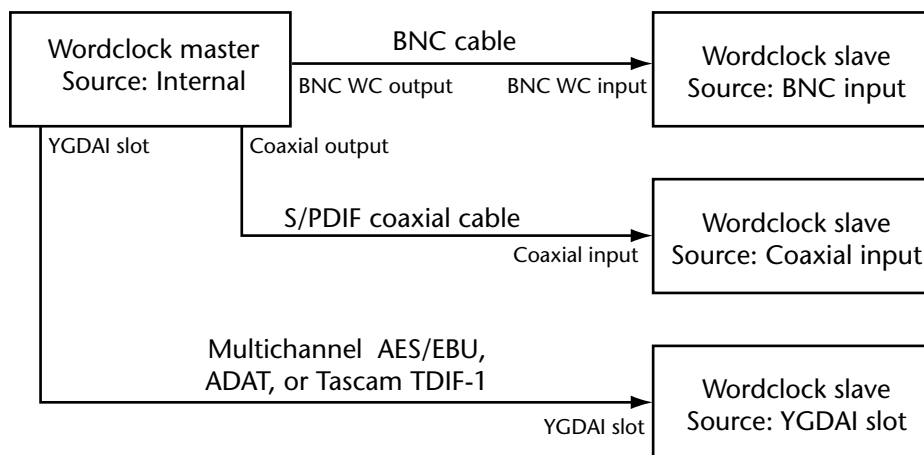 Wordclock master
Source: Internal
BNC cable
BNC WC output
BNC WC input
Wordclock slave
Source: BNC input
YGDAI slot
Coaxial output
S/PDIF coaxial cable
Coaxial input
Wordclock slave
Source: Coaxial input
Multichannel AES/EBU,
ADAT, or Tascam TDIF-1
YGDAI slot
Wordclock slave
Source: YGDAI slot